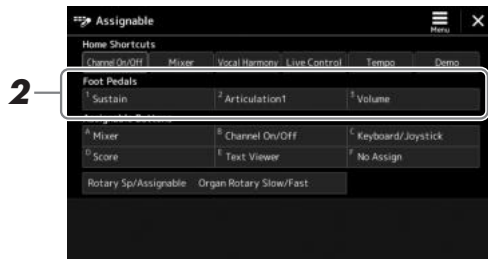 Assignable
Menu
Home Shortcuts
Channel On/Off Mixer Vocal Harmony Live Control Tempo Demo
2
Foot Pedals
1 Sustain 2 Articulation1 3 Volume
Assignable Buttons
A Mixer B Channel On/Off C Keyboard/Joystick
D Score E Text Viewer F No Assign
Rotary Sp/Assignable Organ Rotary Slow/Fast